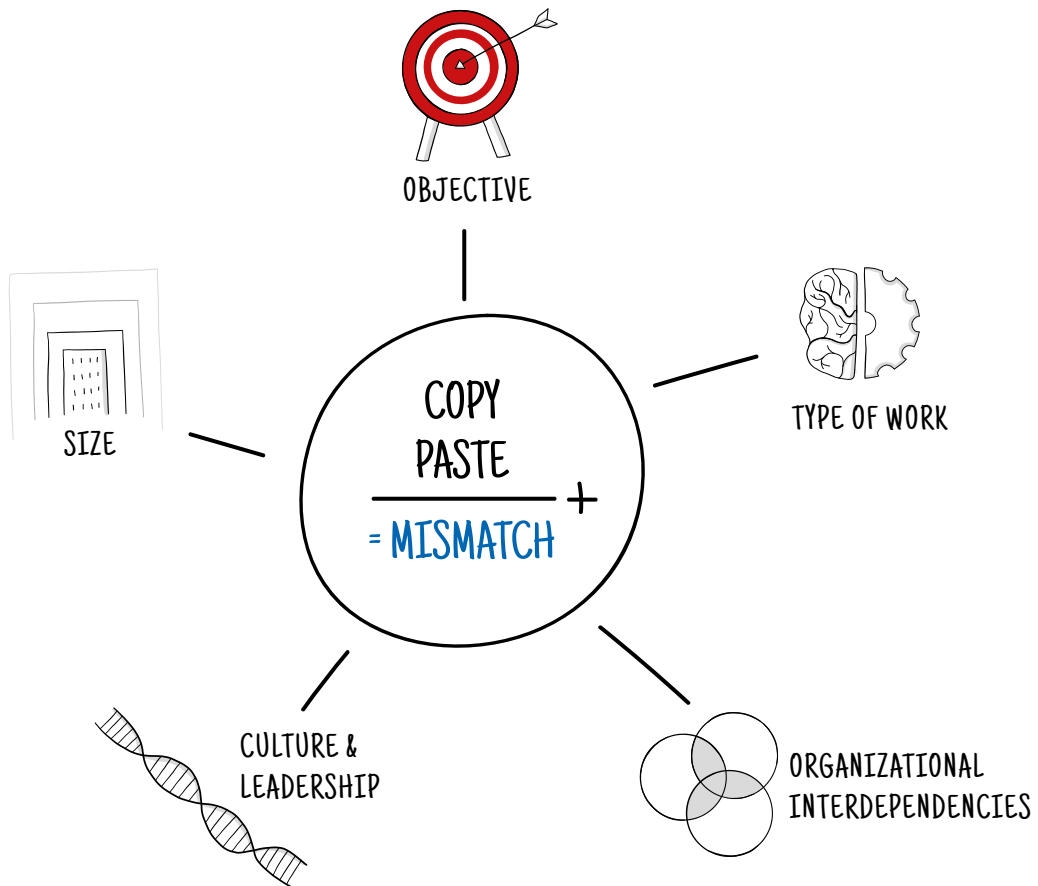 OBJECTIVE
TYPE OF WORK
SIZE
COPY
PASTE
+
= MISMATCH
CULTURE &
LEADERSHIP
ORGANIZATIONAL
INTERDEPENDENCIES